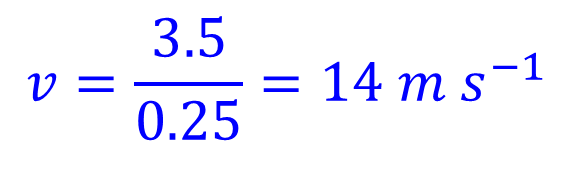 v = 3.5/0.25 = 14 m s⁻¹